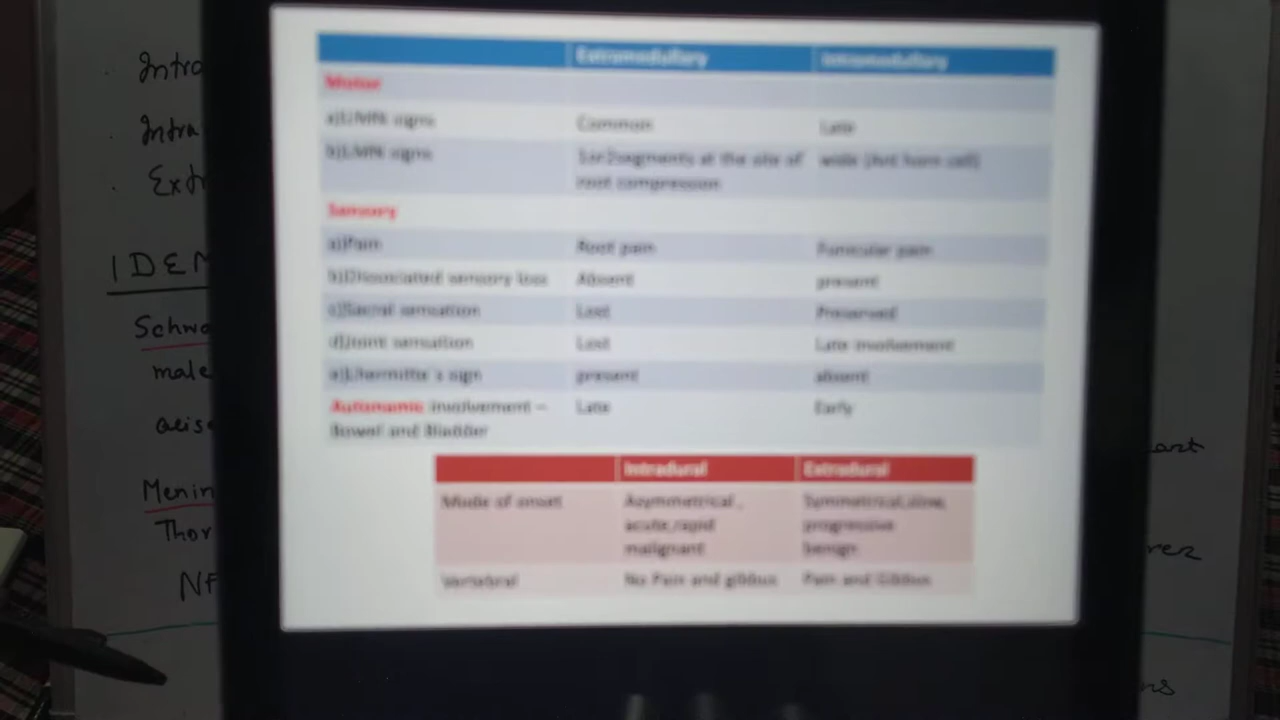 Intra
Intra
Extr
IDEM
Schwa
male
aris
Menin
Thor
NF
Extramedullary Intramedullary
Motor
a)UMN signs Common Late
b)LMN signs 1or2segments at the site of wide (Ant horn cell)
root compression
Sensory
a)Pain Root pain Funicular pain
b)Dissociated sensory loss Absent present
c)Sacral sensation Lost Preserved
d)Joint sensation Lost Late involvement
e)Lhermitte's sign present absent
Autonomic involvement – Late Early
Bowel and Bladder
Intradural Extradural
Mode of onset Asymmetrical, Symmetrical,slow,
acute,rapid progressive
malignant benign
Vertebral No Pain and gibbus Pain and Gibbus